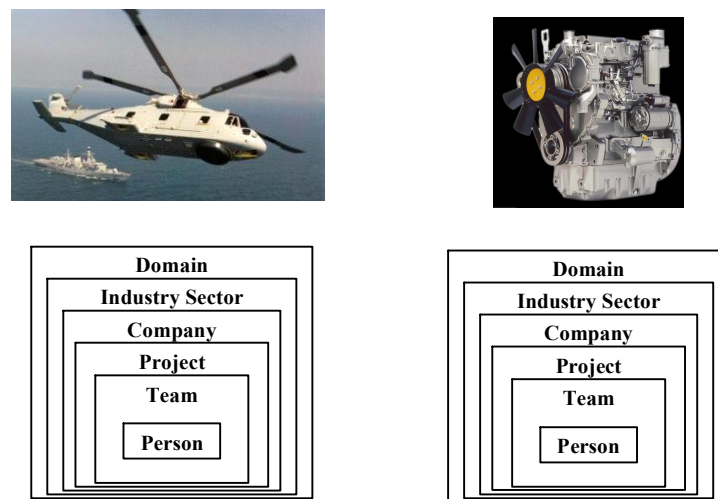 Domain
Industry Sector
Company
Project
Team
Person
Domain
Industry Sector
Company
Project
Team
Person